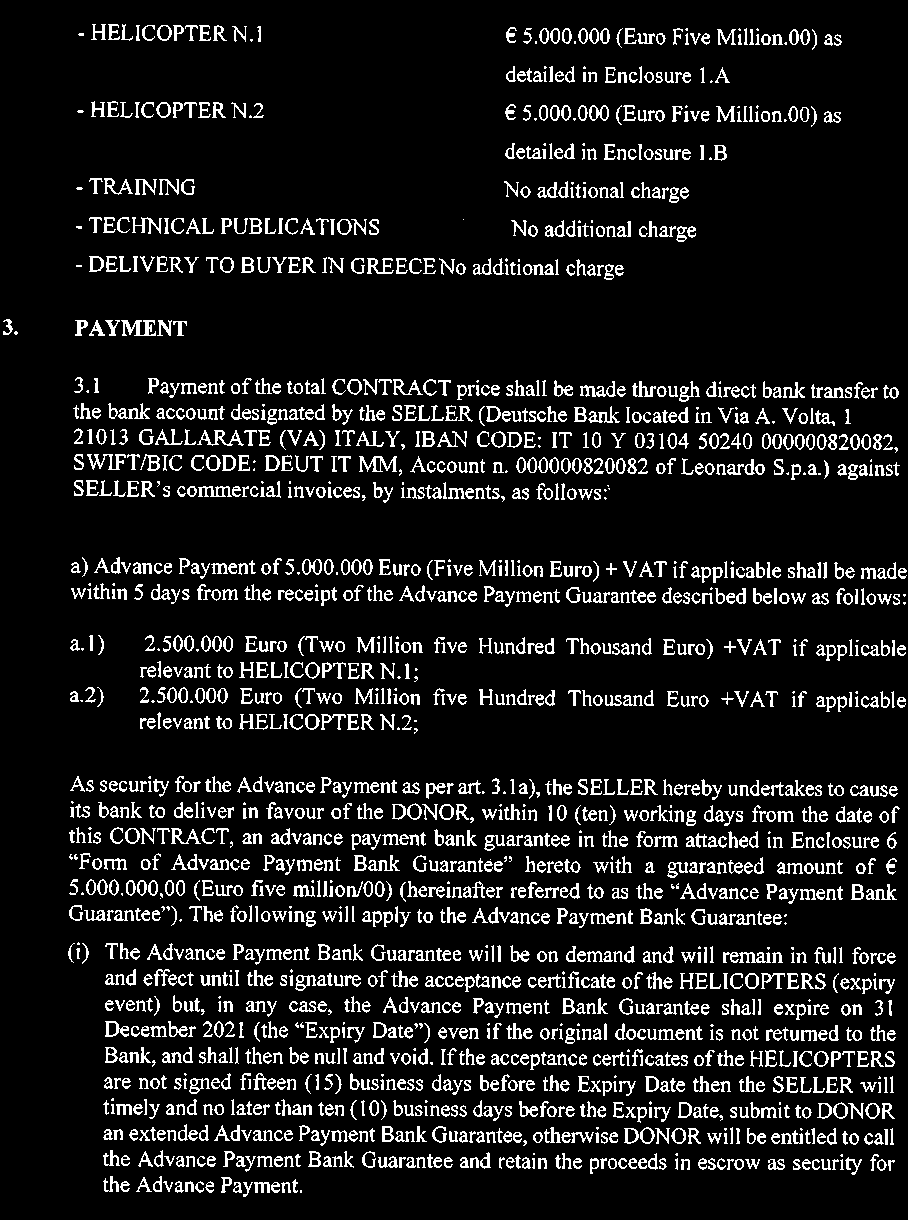 - HELICOPTER N.1 € 5.000.000 (Euro Five Million.00) as
detailed in Enclosure 1.A
- HELICOPTER N.2 € 5.000.000 (Euro Five Million.00) as
detailed in Enclosure 1.B
- TRAINING No additional charge
- TECHNICAL PUBLICATIONS No additional charge
- DELIVERY TO BUYER IN GREECENo additional charge
3. PAYMENT
3.1 Payment of the total CONTRACT price shall be made through direct bank transfer to
the bank account designated by the SELLER (Deutsche Bank located in Via A. Volta, 1
21013 GALLARATE (VA) ITALY, IBAN CODE: IT 10 Y 03104 50240 000000820082,
SWIFT/BIC CODE: DEUT IT MM, Account n. 000000820082 of Leonardo S.p.a.) against
SELLER's commercial invoices, by instalments, as follows:
a) Advance Payment of 5.000.000 Euro (Five Million Euro) + VAT if applicable shall be made
within 5 days from the receipt of the Advance Payment Guarantee described below as follows:
a.1) 2.500.000 Euro (Two Million five Hundred Thousand Euro) +VAT if applicable
relevant to HELICOPTER N.1;
a.2) 2.500.000 Euro (Two Million five Hundred Thousand Euro +VAT if applicable
relevant to HELICOPTER N.2;
As security for the Advance Payment as per art. 3.1a), the SELLER hereby undertakes to cause
its bank to deliver in favour of the DONOR, within 10 (ten) working days from the date of
this CONTRACT, an advance payment bank guarantee in the form attached in Enclosure 6
"Form of Advance Payment Bank Guarantee" hereto with a guaranteed amount of €
5.000.000,00 (Euro five million/00) (hereinafter referred to as the "Advance Payment Bank
Guarantee"). The following will apply to the Advance Payment Bank Guarantee:
(i) The Advance Payment Bank Guarantee will be on demand and will remain in full force
and effect until the signature of the acceptance certificate of the HELICOPTERS (expiry
event) but, in any case, the Advance Payment Bank Guarantee shall expire on 31
December 2021 (the "Expiry Date") even if the original document is not returned to the
Bank, and shall then be null and void. If the acceptance certificates of the HELICOPTERS
are not signed fifteen (15) business days before the Expiry Date then the SELLER will
timely and no later than ten (10) business days before the Expiry Date, submit to DONOR
an extended Advance Payment Bank Guarantee, otherwise DONOR will be entitled to call
the Advance Payment Bank Guarantee and retain the proceeds in escrow as security for
the Advance Payment.